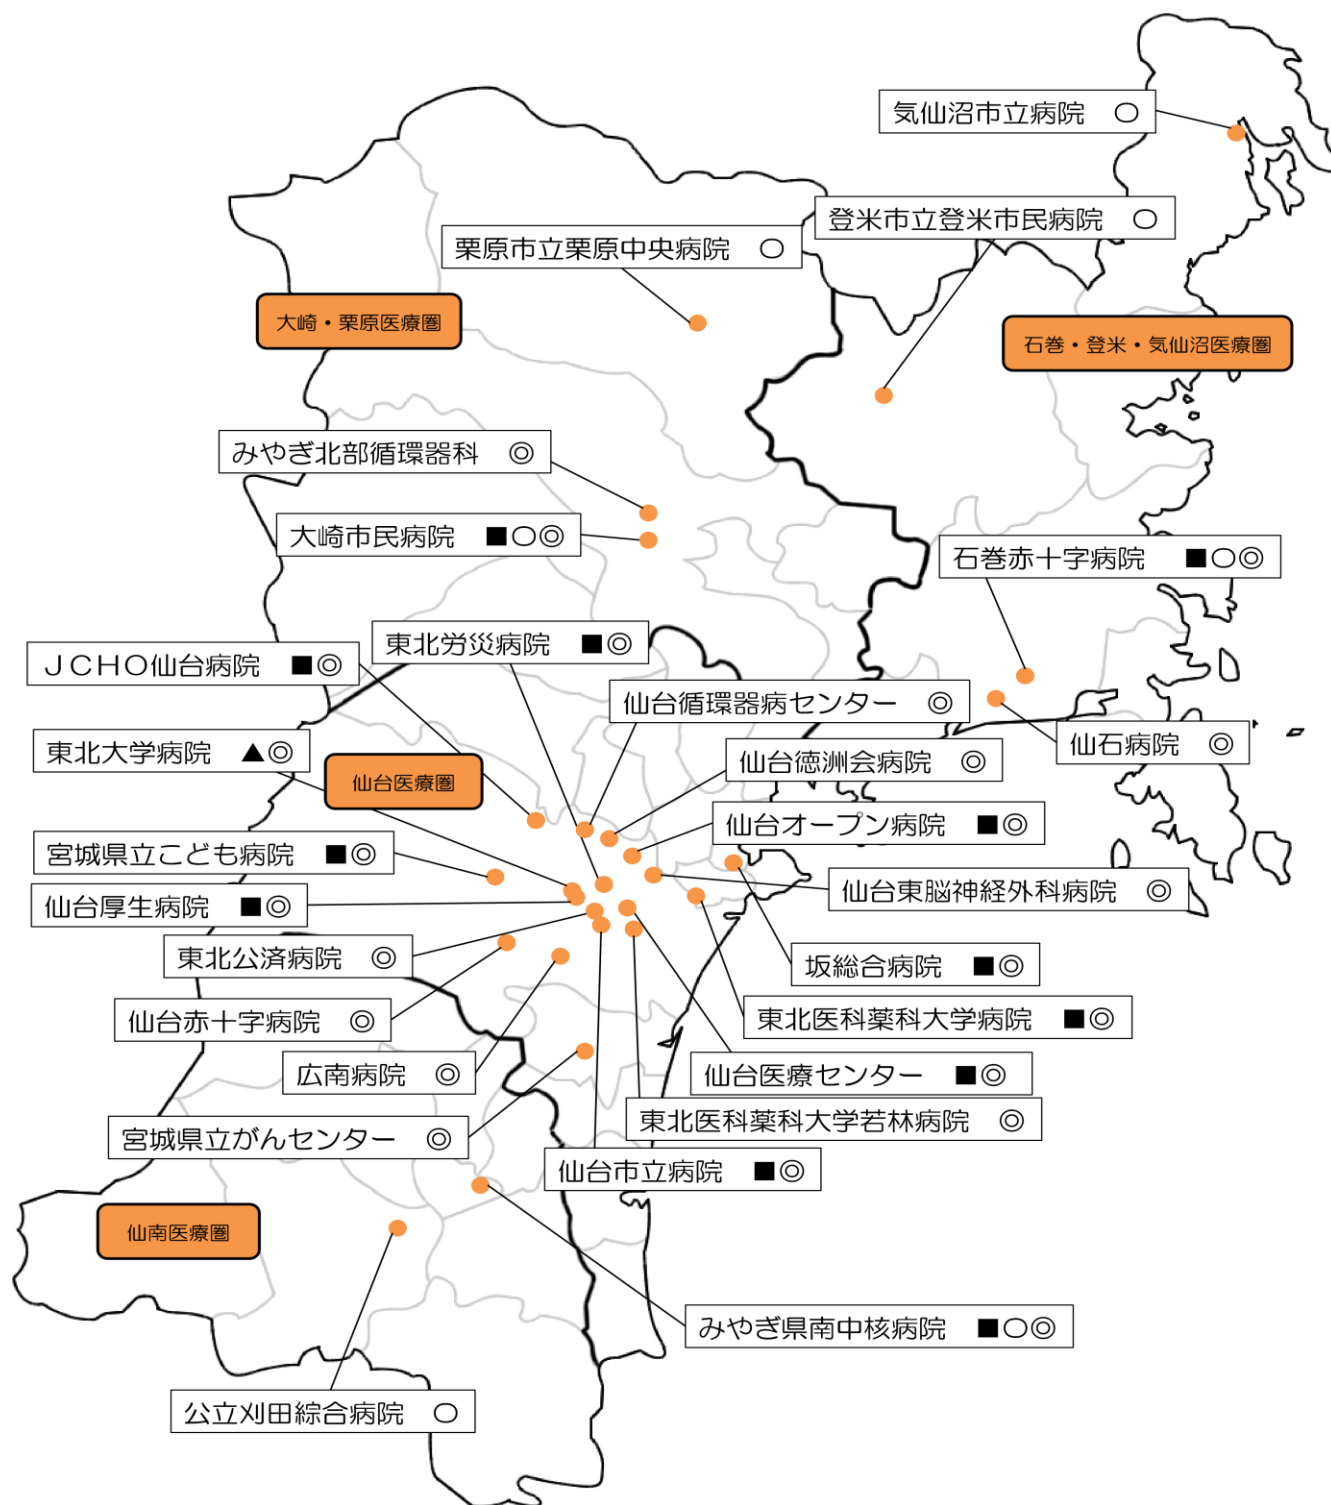 気仙沼市立病院 ○
登米市立登米市民病院 ○
栗原市立栗原中央病院 ○
大崎・栗原医療圏
石巻・登米・気仙沼医療圏
みやぎ北部循環器科 ◎
大崎市民病院 ■○◎
石巻赤十字病院 ■○◎
東北労災病院 ■◎
JCHO仙台病院 ■◎
仙台循環器病センター ◎
仙石病院 ◎
東北大学病院 ▲◎
仙台徳洲会病院 ◎
仙台医療圏
仙台オープン病院 ■◎
宮城県立こども病院 ■◎
仙台東脳神経外科病院 ◎
仙台厚生病院 ■◎
東北公済病院 ◎
坂総合病院 ■◎
仙台赤十字病院 ◎
東北医科薬科大学病院 ■◎
広南病院 ◎
仙台医療センター ■◎
東北医科薬科大学若林病院 ◎
宮城県立がんセンター ◎
仙台市立病院 ■◎
仙南医療圏
みやぎ県南中核病院 ■○◎
公立刈田綜合病院 ○